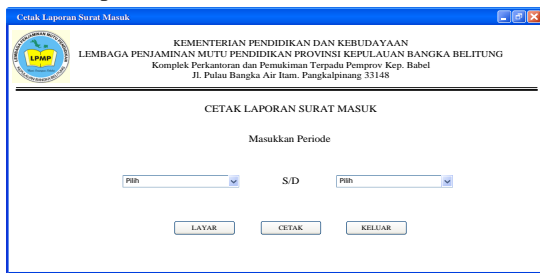 Cetak Laporan Surat Masuk
KEMENTERIAN PENDIDIKAN DAN KEBUDAYAAN
LEMBAGA PENJAMINAN MUTU PENDIDIKAN PROVINSI KEPULAUAN BANGKA BELITUNG
Komplek Perkantoran dan Pemukiman Terpadu Pemprov Kep. Babel
Jl. Pulau Bangka Air Itam. Pangkalpinang 33148
LPMP
CETAK LAPORAN SURAT MASUK
Masukkan Periode
Pilih S/D Pilih
LAYAR CETAK KELUAR